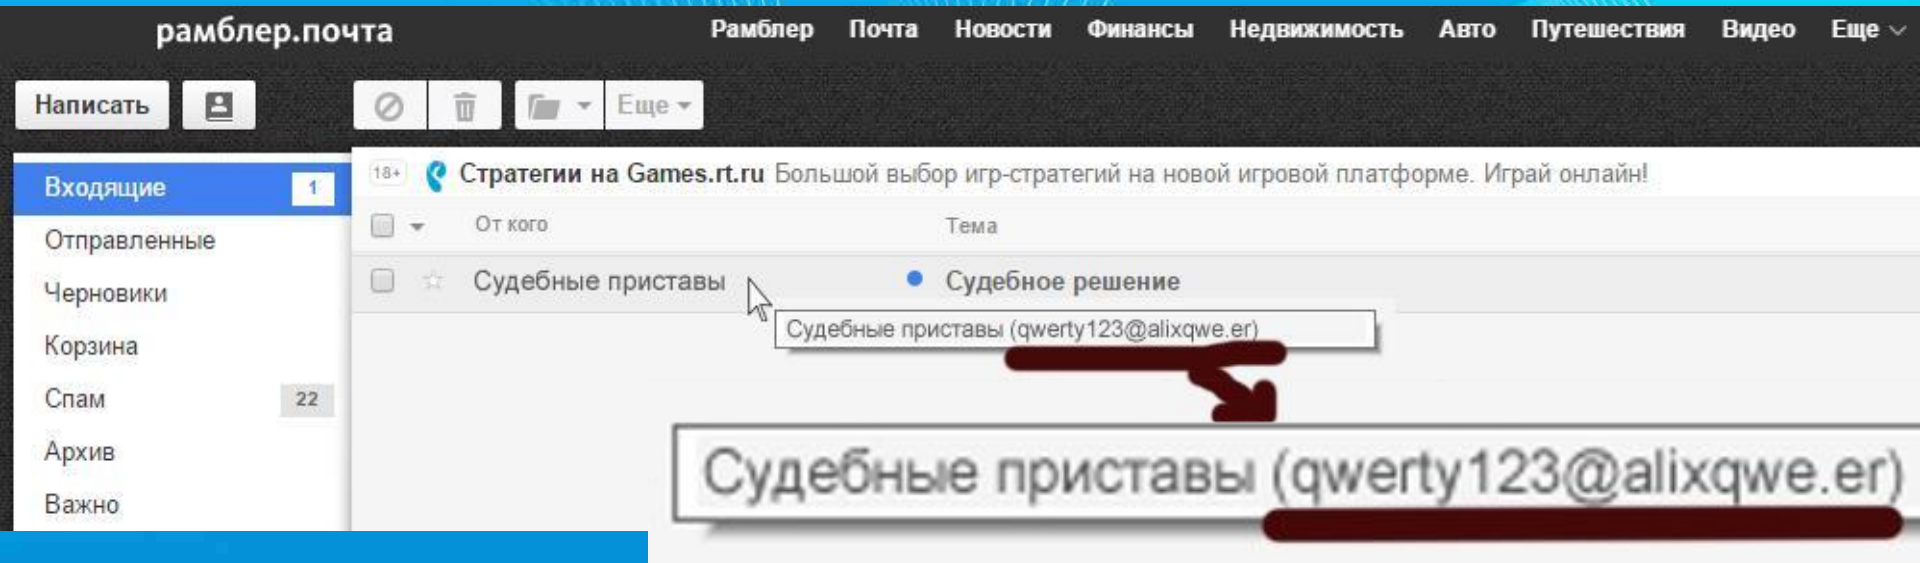 рамблер.почта Рамблер Почта Новости Финансы Недвижимость Авто Путешествия Видео Еще
Написать Еще
18+ Стратегии на Games.rt.ru Большой выбор игр-стратегий на новой игровой платформе. Играй онлайн!
Входящие 1
От кого Тема
Отправленные
Судебные приставы Судебное решение
Черновики
Судебные приставы (qwerty123@alixqwe.er)
Корзина
Спам 22
Архив
Судебные приставы (qwerty123@alixqwe.er)
Важно